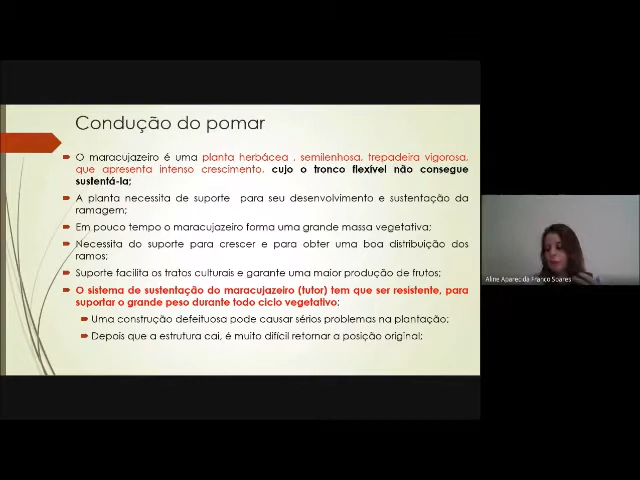 Condução do pomar
O maracujazeiro é uma planta herbácea , semilenhosa, trepadeira vigorosa,
que apresenta intenso crescimento, cujo o tronco flexível não consegue
sustentá-la;
A planta necessita de suporte para seu desenvolvimento e sustentação da
ramagem;
Em pouco tempo o maracujazeiro forma uma grande massa vegetativa;
Necessita do suporte para crescer e para obter uma boa distribuição dos
ramos;
Suporte facilita os tratos culturais e garante uma maior produção de frutos;
O sistema de sustentação do maracujazeiro (tutor) tem que ser resistente, para
suportar o grande peso durante todo ciclo vegetativo;
Uma construção defeituosa pode causar sérios problemas na plantação;
Depois que a estrutura cai, é muito difícil retornar a posição original;
Aline Aparecida Franco Soares